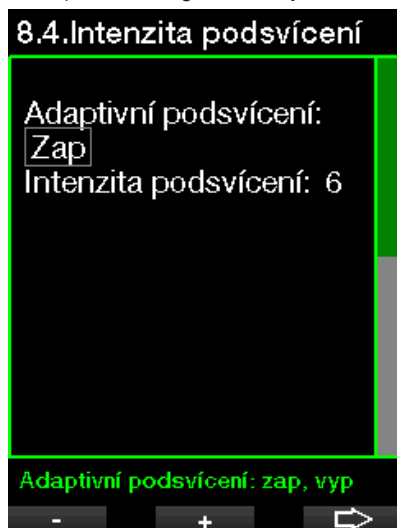 8.4.Intenzita podsvícení
Adaptivní podsvícení:
Zap
Intenzita podsvícení: 6
Adaptivní podsvícení: zap, vyp
- +